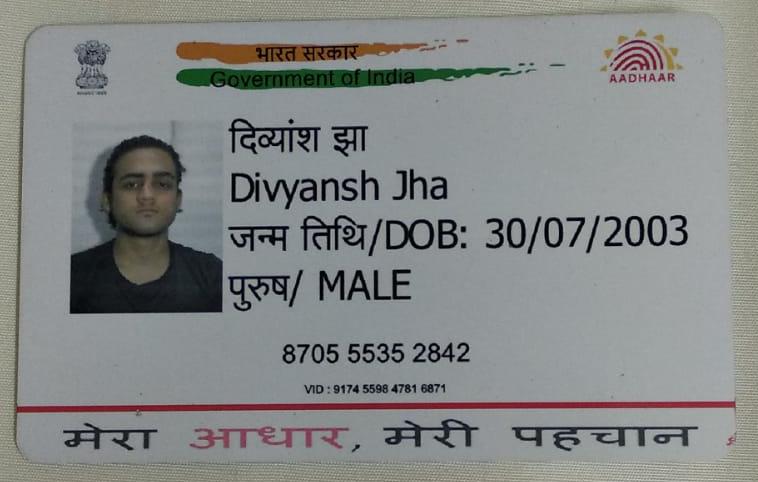 भारत सरकार
Government of India
AADHAAR
दिव्यांश झा
Divyansh Jha
जन्म तिथि/DOB: 30/07/2003
पुरुष/ MALE
8705 5535 2842
VID : 9174 5598 4781 6871
मेरा आधार, मेरी पहचान